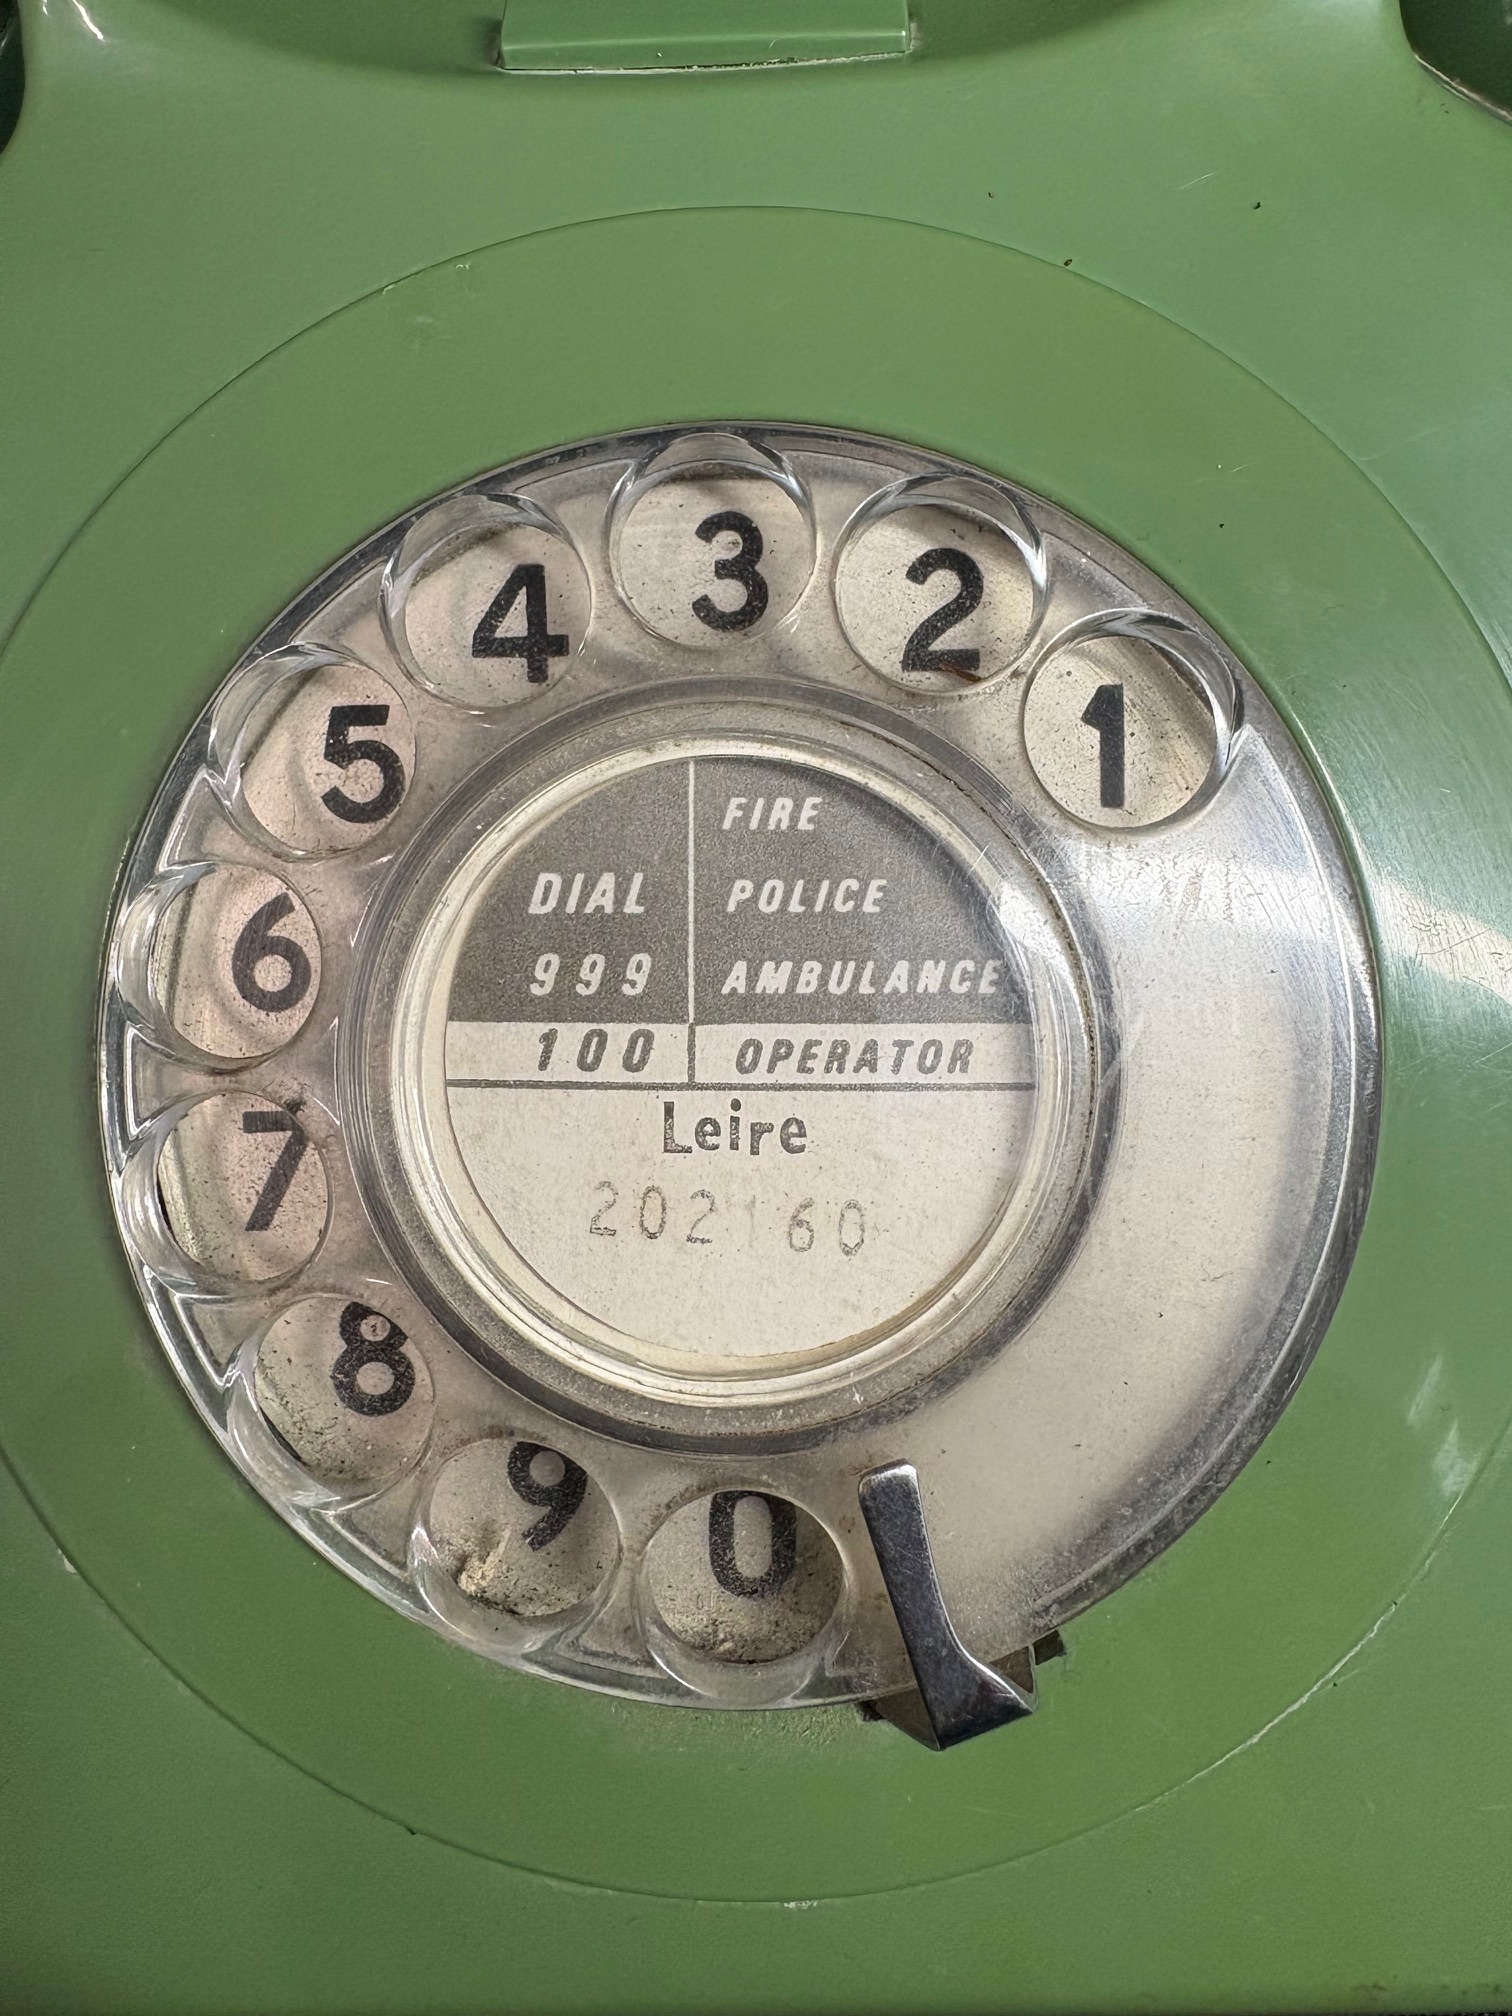 3
4
2
5
1
FIRE
DIAL POLICE
6
999 AMBULANCE
100 OPERATOR
Leire
7
202160
8
9
0